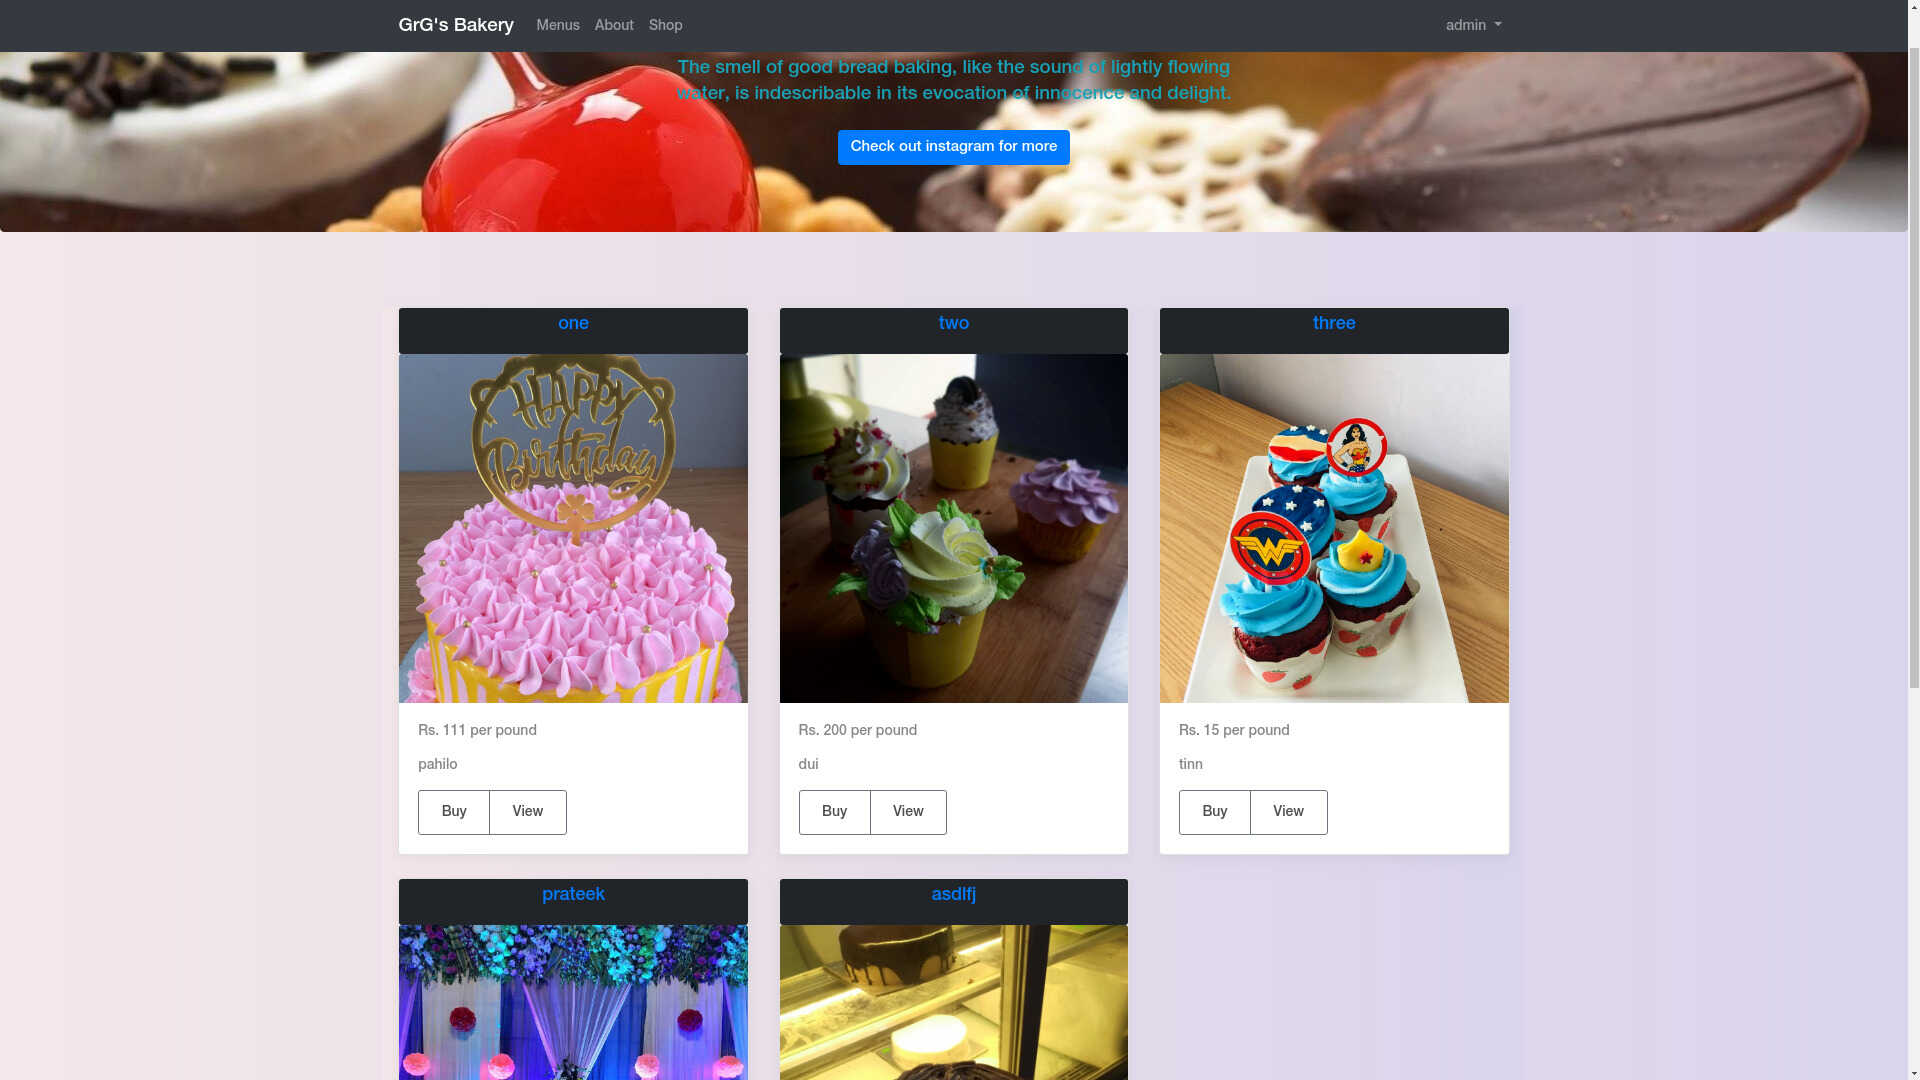 GrG's Bakery Menus About Shop admin
The smell of good bread baking, like the sound of lightly flowing
water, is indescribable in its evocation of innocence and delight.
Check out instagram for more
one
two
three
HAPPY
Birthday
W
Rs. 111 per pound
pahilo
Buy View
Rs. 200 per pound
dui
Buy View
Rs. 15 per pound
tinn
Buy View
prateek
asdlfj